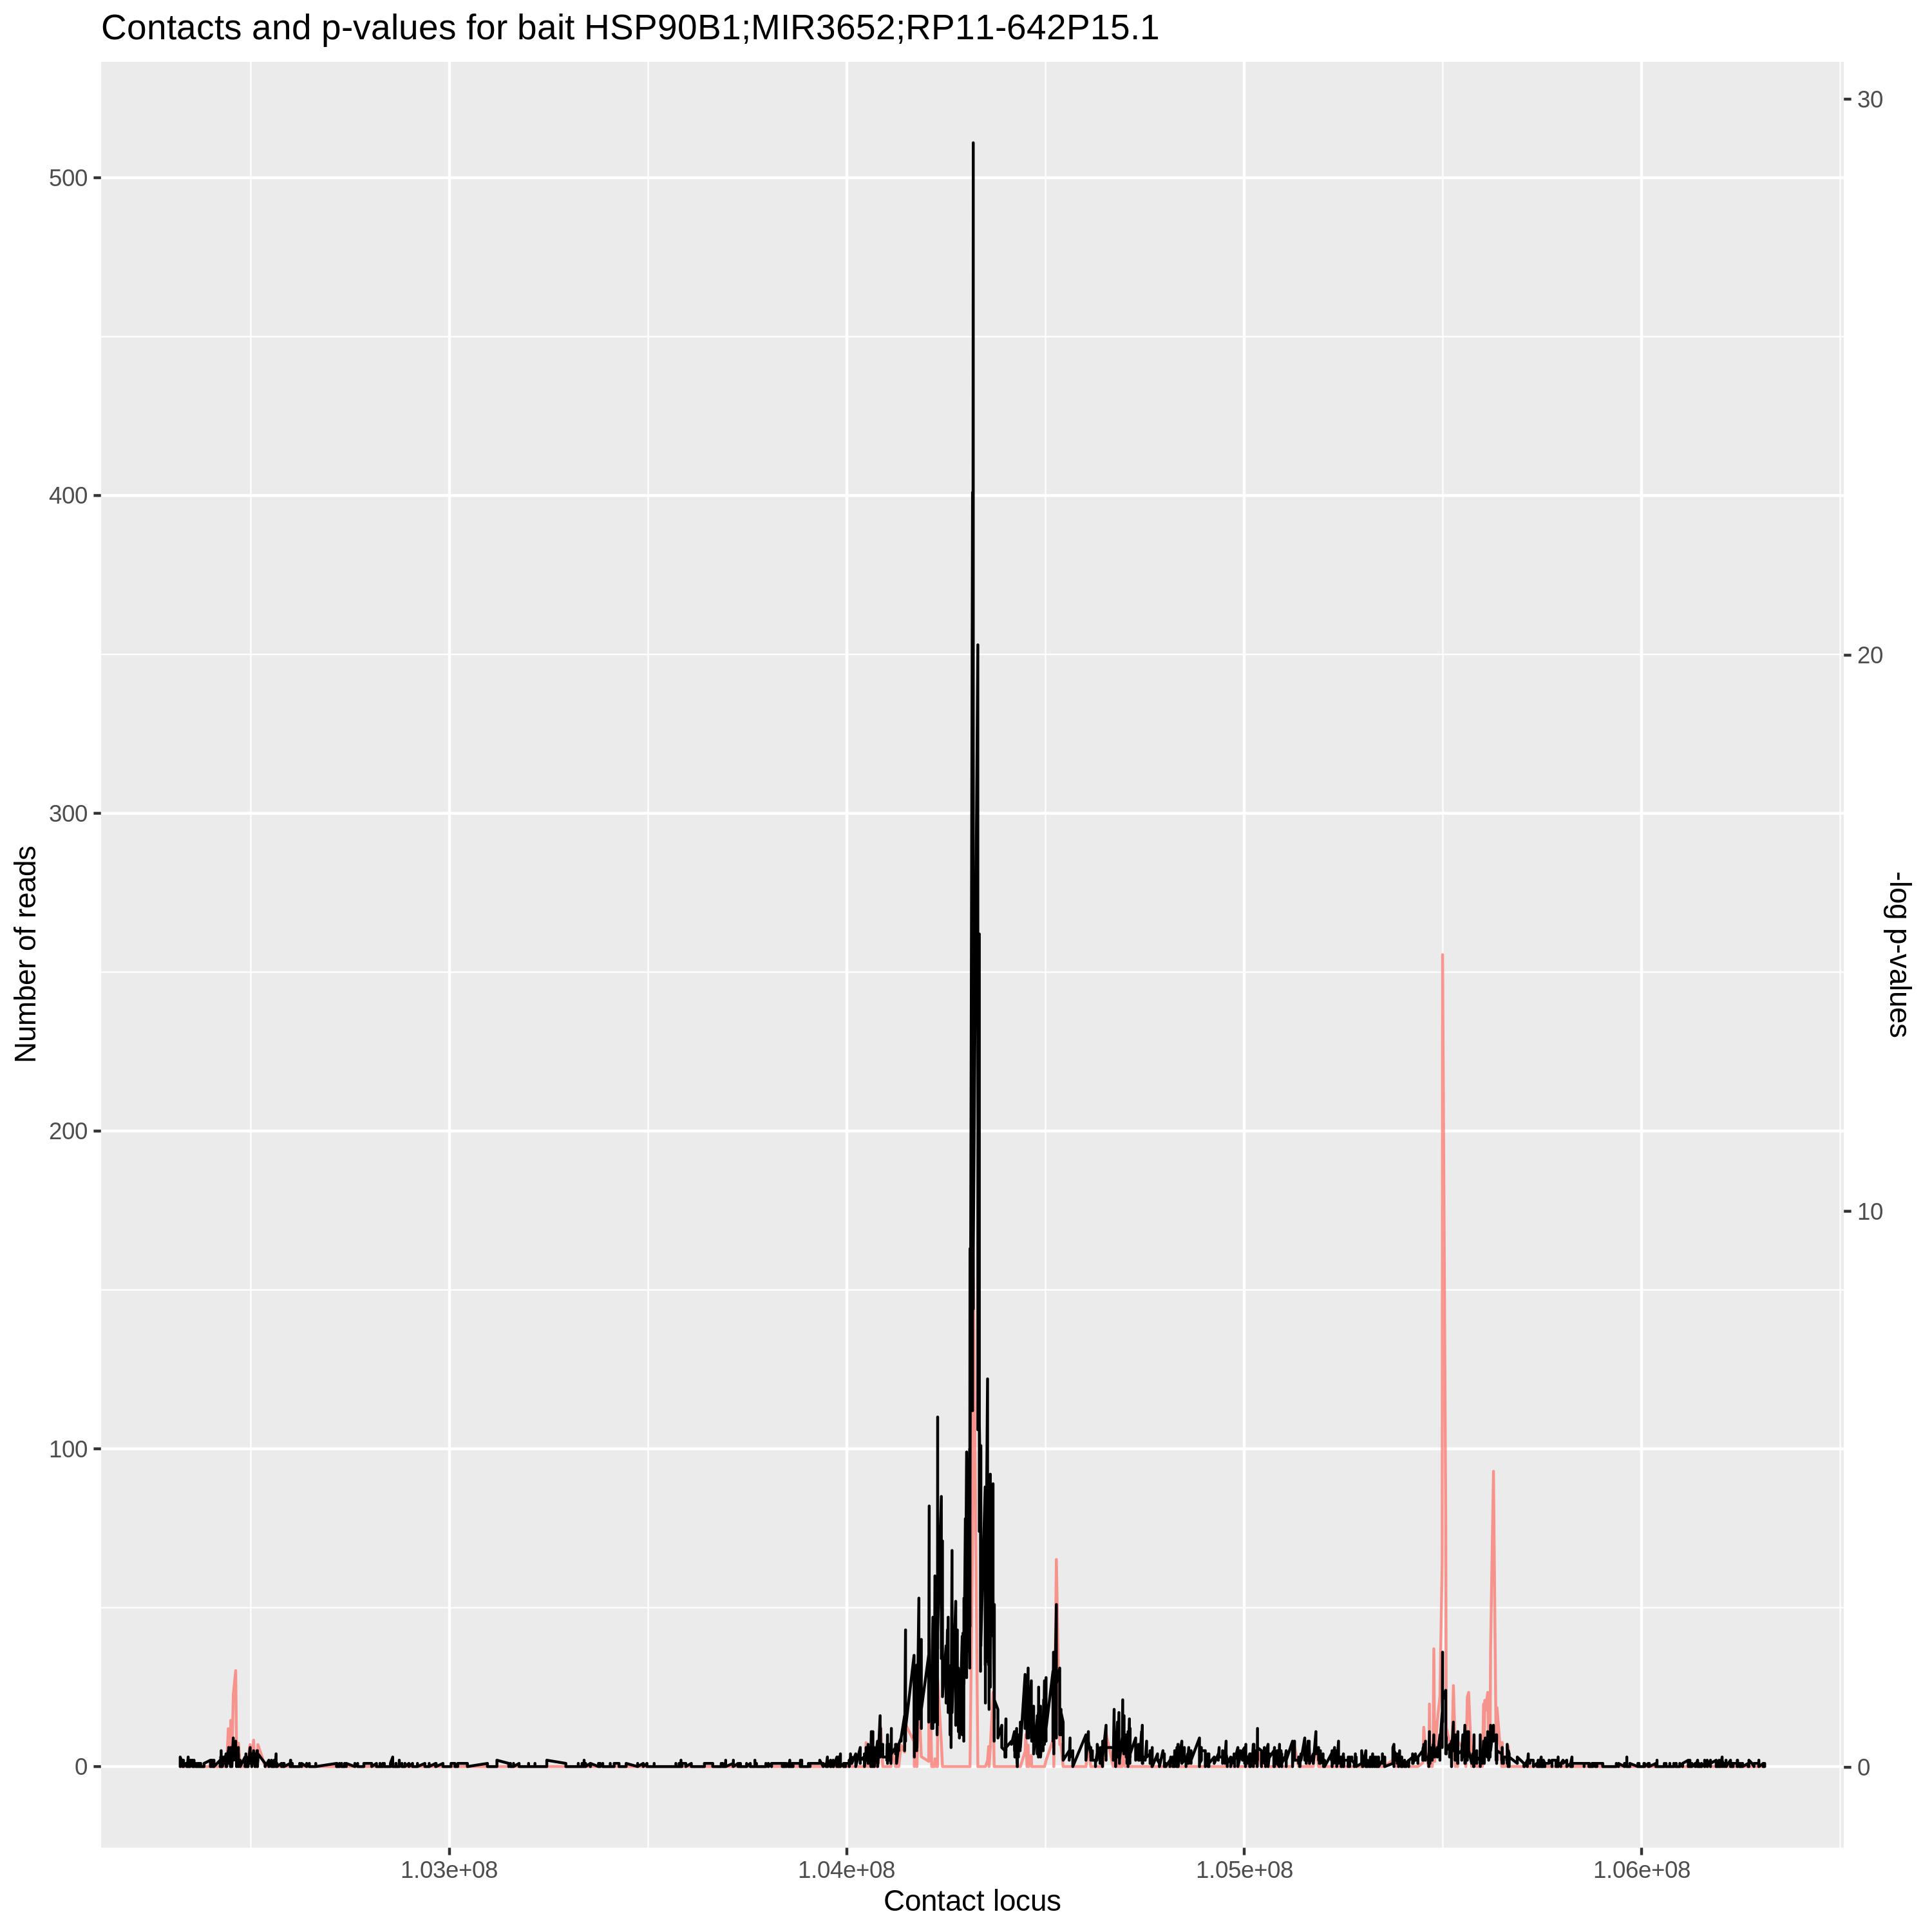 Contacts and p-values for bait HSP90B1;MIR3652;RP11-642P15.1
30
500
400
20
300
Number of reads
-log p-values
200
10
100
0
0
1.03e+08
1.04e+08
1.05e+08
1.06e+08
Contact locus